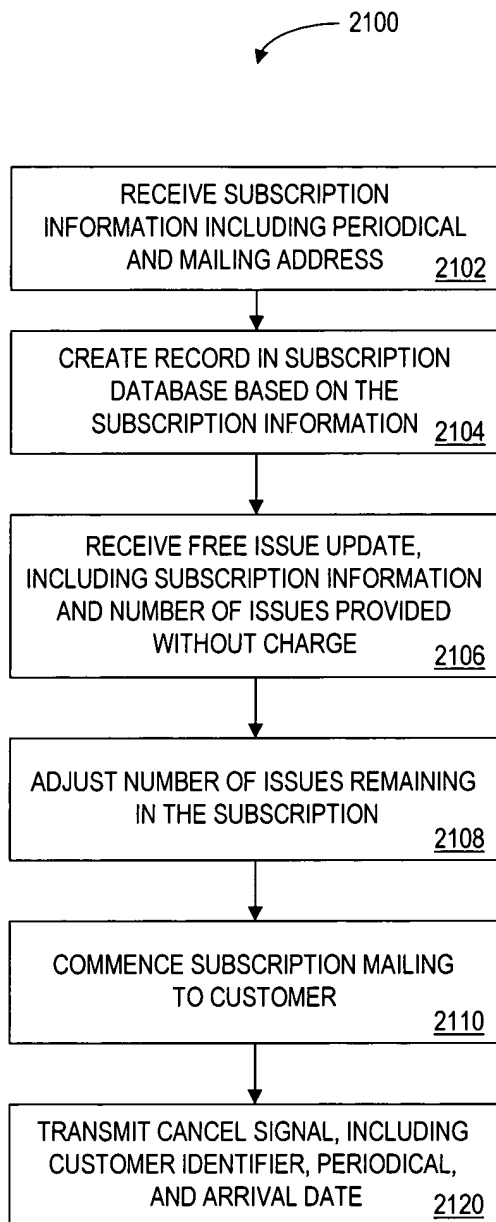 2100
RECEIVE SUBSCRIPTION
INFORMATION INCLUDING PERIODICAL
AND MAILING ADDRESS
2102
CREATE RECORD IN SUBSCRIPTION
DATABASE BASED ON THE
SUBSCRIPTION INFORMATION
2104
RECEIVE FREE ISSUE UPDATE,
INCLUDING SUBSCRIPTION INFORMATION
AND NUMBER OF ISSUES PROVIDED
WITHOUT CHARGE
2106
ADJUST NUMBER OF ISSUES REMAINING
IN THE SUBSCRIPTION
2108
COMMENCE SUBSCRIPTION MAILING
TO CUSTOMER
2110
TRANSMIT CANCEL SIGNAL, INCLUDING
CUSTOMER IDENTIFIER, PERIODICAL,
AND ARRIVAL DATE
2120